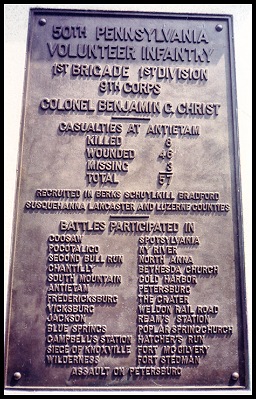 50TH PENNSYLVANIA
VOLUNTEER INFANTRY
1ST BRIGADE 1ST DIVISION
9TH CORPS
COLONEL BENJAMIN C. CHRIST
CASUALTIES AT ANTIETAM
KILLED 8
WOUNDED 46
MISSING 3
TOTAL 57
RECRUITED IN BERKS SCHUYLKILL BRADFORD
SUSQUEHANNA LANCASTER AND LUZERNE COUNTIES
BATTLES PARTICIPATED IN
COOSAW SPOTSYLVANIA
POCOTALICO NY RIVER
SECOND BULL RUN NORTH ANNA
CHANTILLY BETHESDA CHURCH
SOUTH MOUNTAIN COLD HARBOR
ANTIETAM PETERSBURG
FREDERICKSBURG THE CRATER
VICKSBURG WELDON RAIL ROAD
JACKSON REAM'S STATION
BLUE SPRINGS POPLAR SPRING CHURCH
CAMPBELL'S STATION HATCHER'S RUN
SIEGE OF KNOXVILLE FORT McGILVERY
WILDERNESS FORT STEDMAN
ASSAULT ON PETERSBURG